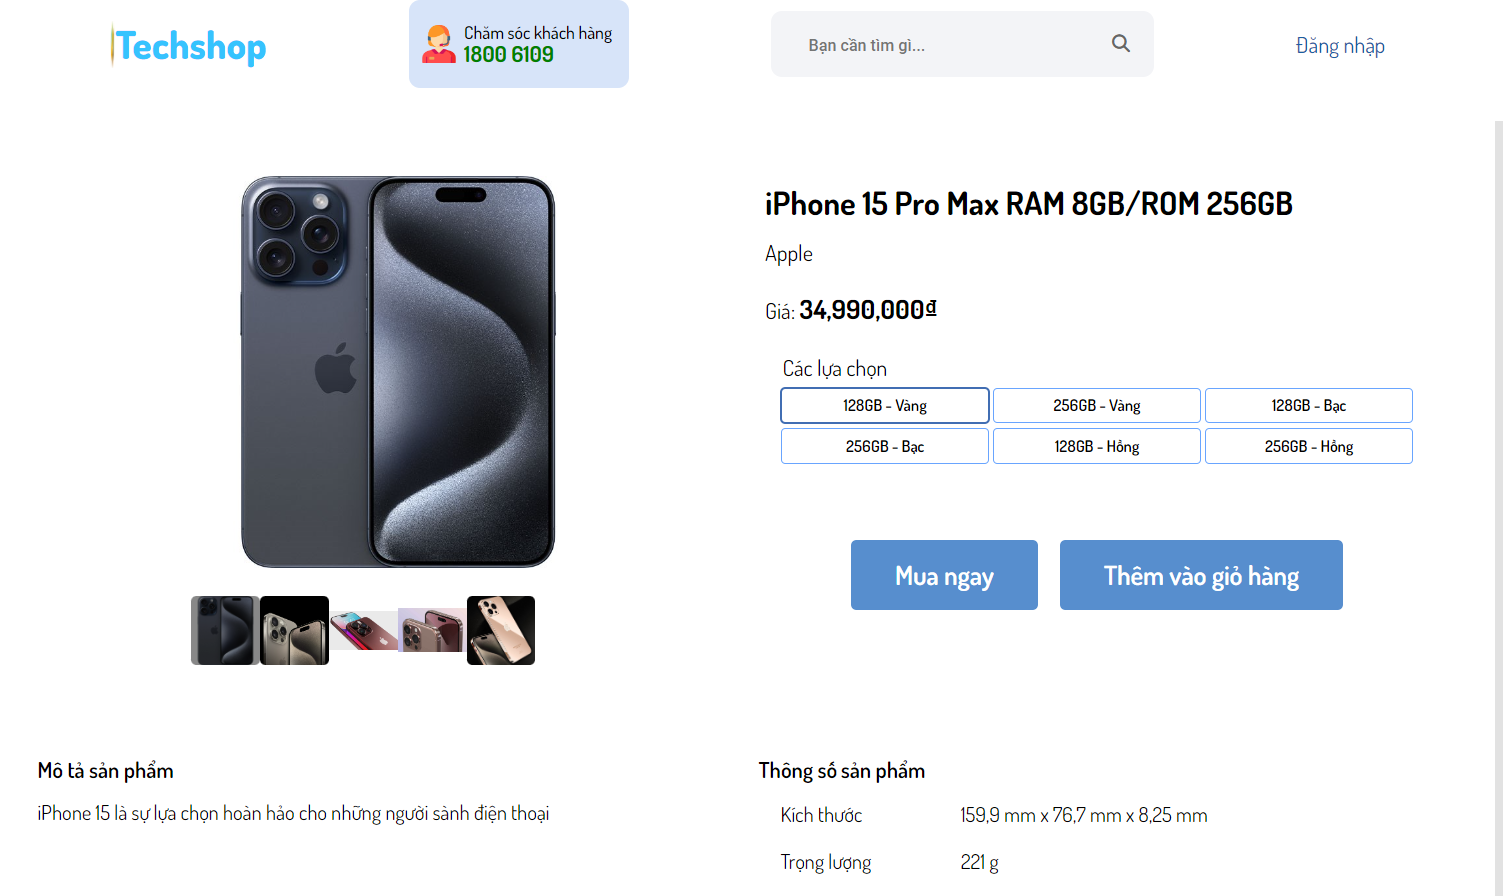 Techshop
Chăm sóc khách hàng
1800 6109
Bạn cần tìm gì...
Đăng nhập
iPhone 15 Pro Max RAM 8GB/ROM 256GB
Apple
Giá: 34,990,000₫
Các lựa chọn
128GB - Vàng
256GB - Vàng
128GB - Bạc
256GB - Bạc
128GB - Hồng
256GB - Hồng
Mua ngay
Thêm vào giỏ hàng
Mô tả sản phẩm
iPhone 15 là sự lựa chọn hoàn hảo cho những người sành điện thoại
Thông số sản phẩm
Kích thước 159,9 mm x 76,7 mm x 8,25 mm
Trọng lượng 221 g